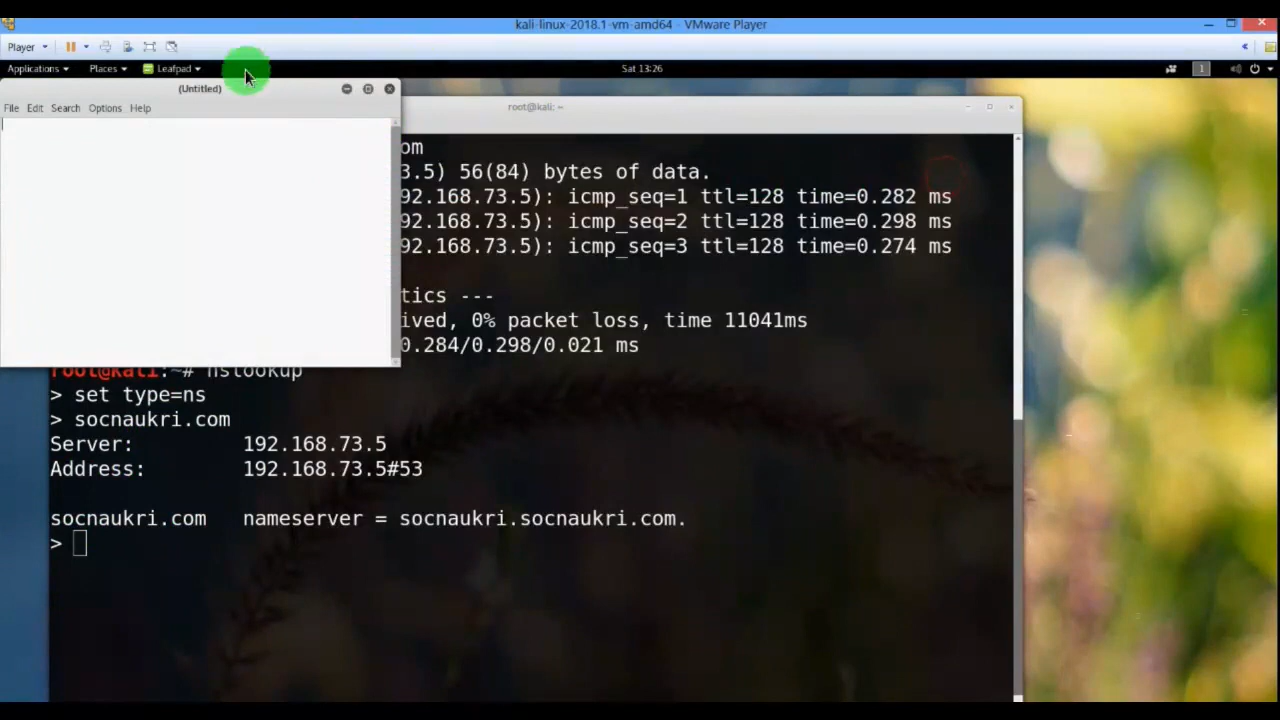 kali-linux-2018.1-vm-amd64 - VMware Player
Player
Applications Places Leafpad Sat 13:26 1
(Untitled)
File Edit Search Options Help
root@kali: ~
om
3.5) 56(84) bytes of data.
92.168.73.5): icmp_seq=1 ttl=128 time=0.282 ms
92.168.73.5): icmp_seq=2 ttl=128 time=0.298 ms
92.168.73.5): icmp_seq=3 ttl=128 time=0.274 ms
tics ---
ived, 0% packet loss, time 11041ms
0.284/0.298/0.021 ms
root@kali:~# nslookup
> set type=ns
> socnaukri.com
Server: 192.168.73.5
Address: 192.168.73.5#53
socnaukri.com nameserver = socnaukri.socnaukri.com.
>